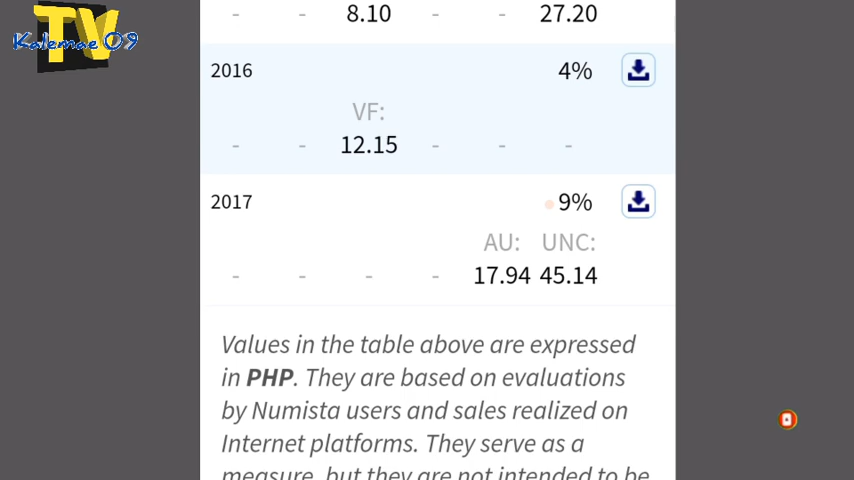 TV
Kalemae 09
- - 8.10 - - 27.20
2016 4%
VF:
- - 12.15 - - -
2017 9%
AU: UNC:
- - - - 17.94 45.14
Values in the table above are expressed
in PHP. They are based on evaluations
by Numista users and sales realized on
Internet platforms. They serve as a
measure, but they are not intended to be